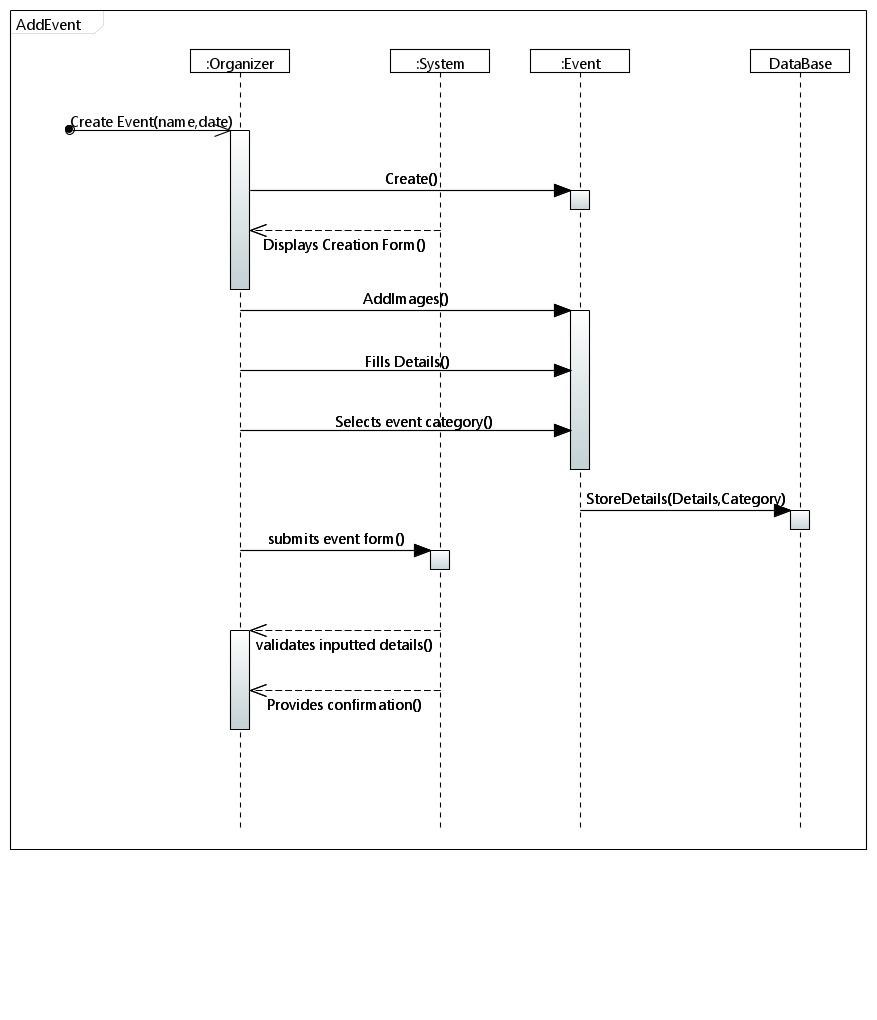 AddEvent
:Organizer
:System
:Event
DataBase
Create Event(name,date)
Create()
Displays Creation Form()
AddImages()
Fills Details()
Selects event category()
StoreDetails(Details,Category)
submits event form()
validates inputted details()
Provides confirmation()